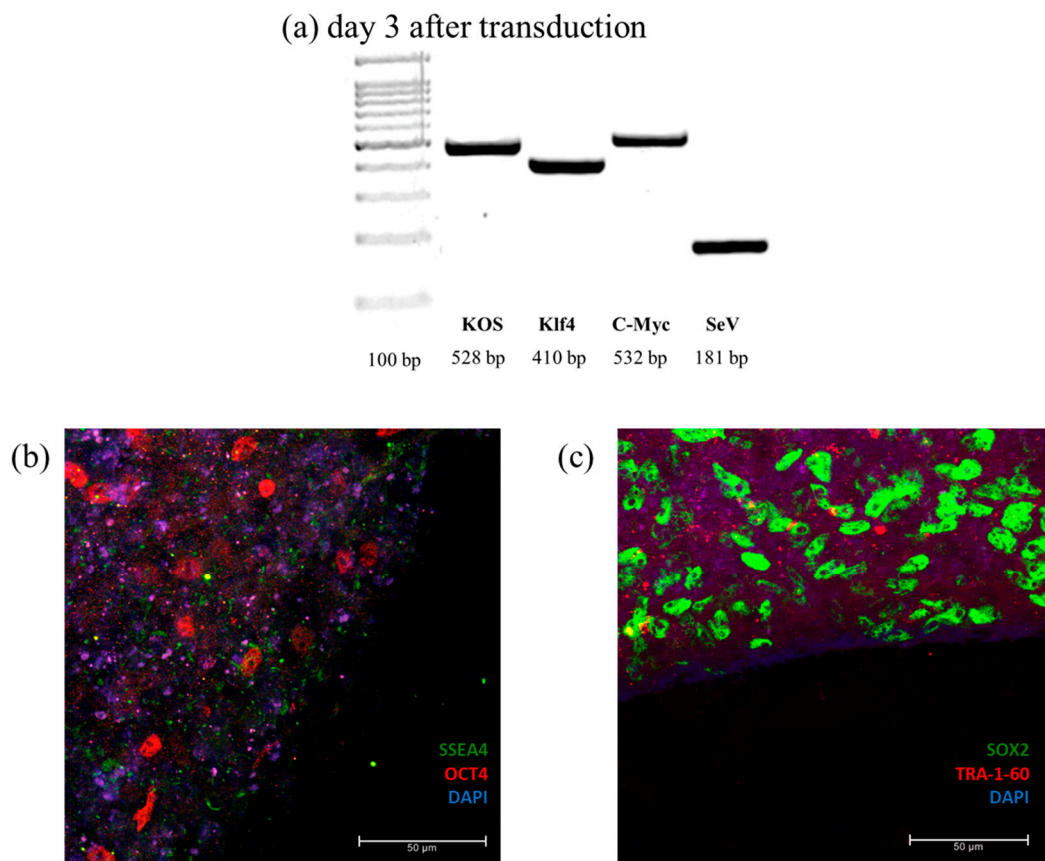 (a) day 3 after transduction
KOS Klf4 C-Myc SeV
100 bp 528 bp 410 bp 532 bp 181 bp
(b)
SSEA4
OCT4
DAPI
50 µm
(c)
SOX2
TRA-1-60
DAPI
50 µm